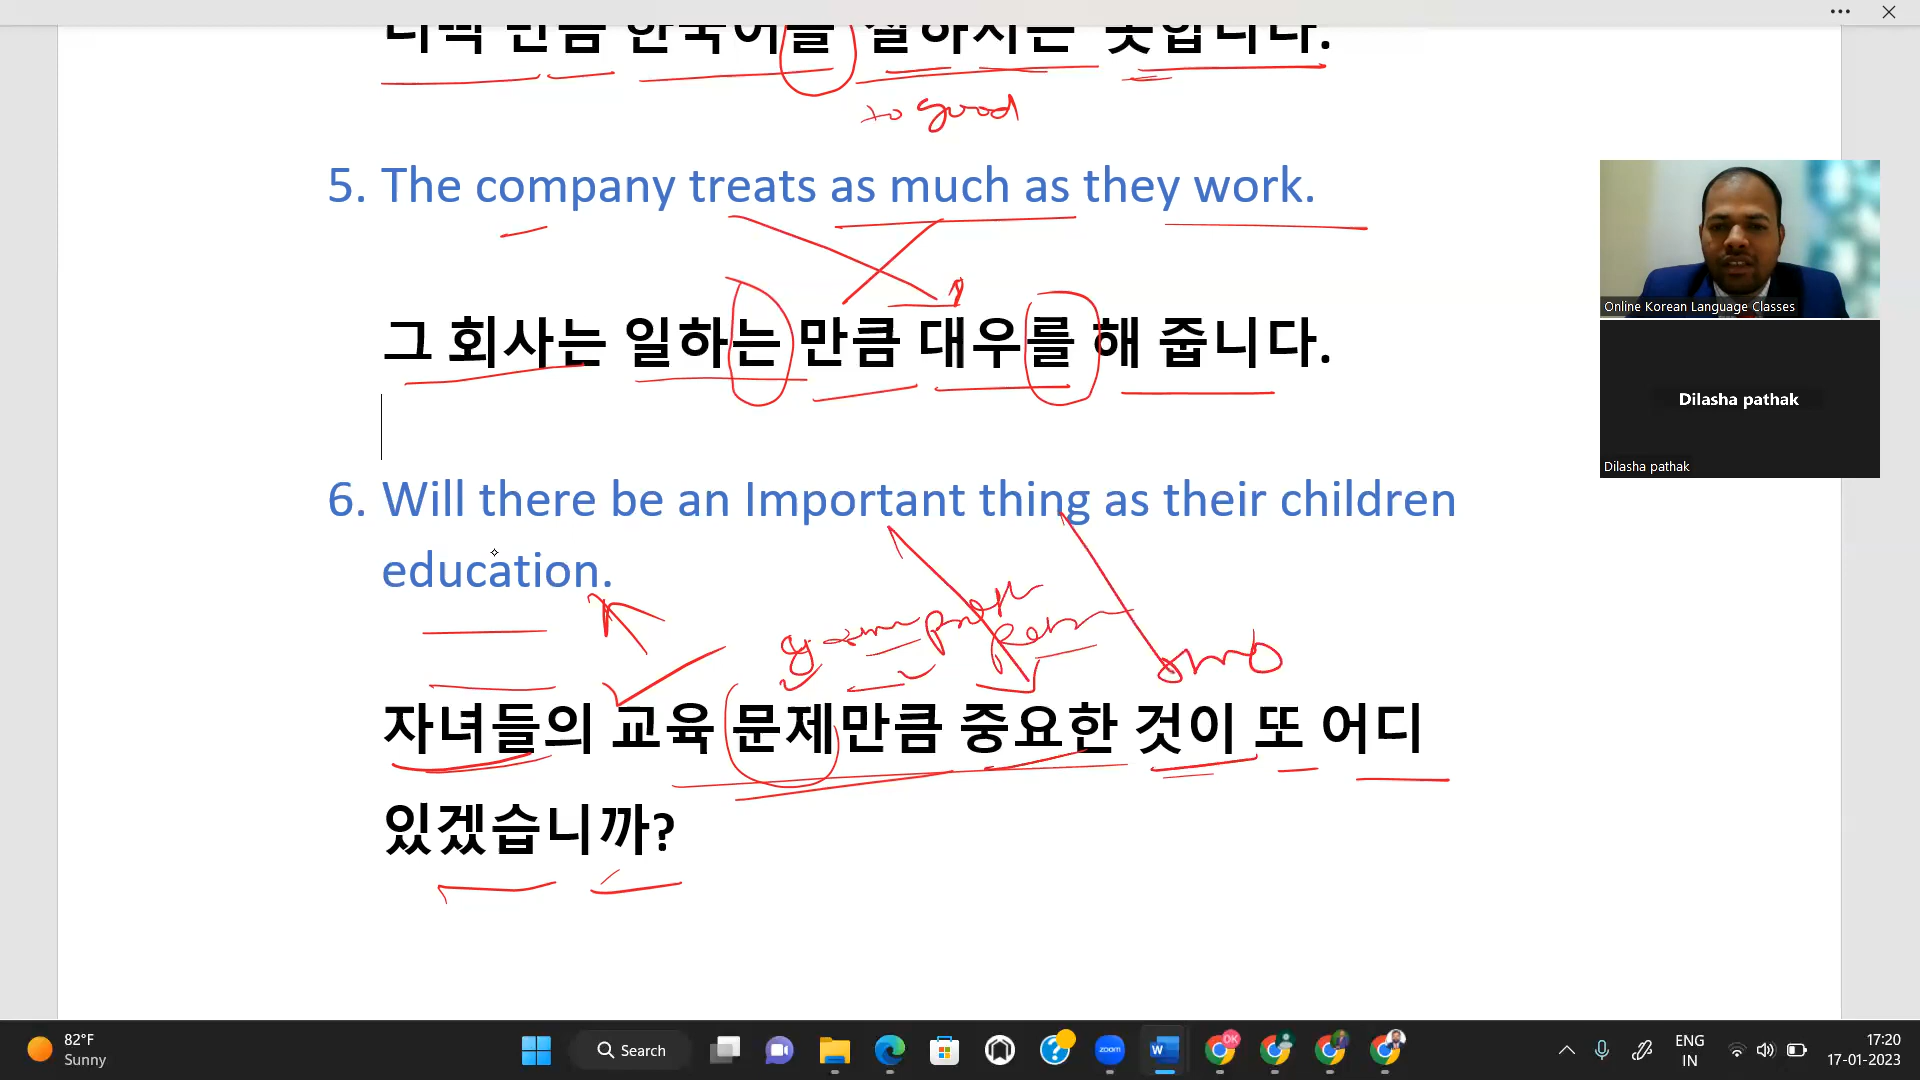 to good
5. The company treats as much as they work.
그 회사는 일하는 만큼 대우를 해 줍니다.
6. Will there be an Important thing as their children
education.
자녀들의 교육 문제만큼 중요한 것이 또 어디
있겠습니까?
Online Korean Language Classes
Dilasha pathak
Dilasha pathak
82°F
Sunny
Search
zoom
ENG
IN
17:20
17-01-2023